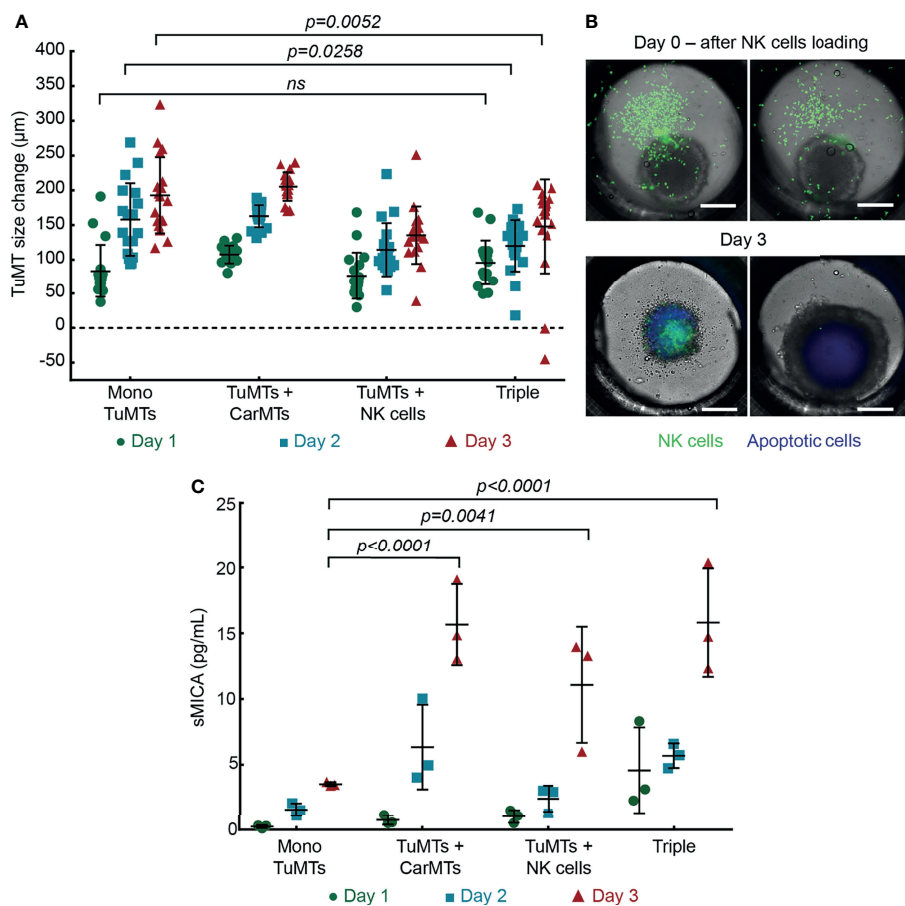 A
p=0.0052
p=0.0258
ns
TuMT size change (µm)
400
350
300
250
200
150
100
50
0
-50
Mono TuMTs
TuMTs + CarMTs
TuMTs + NK cells
Triple
Day 1
Day 2
Day 3
B
Day 0 – after NK cells loading
Day 3
NK cells
Apoptotic cells
C
p<0.0001
p=0.0041
p<0.0001
sMICA (pg/mL)
25
20
15
10
5
0
Mono TuMTs
TuMTs + CarMTs
TuMTs + NK cells
Triple
Day 1
Day 2
Day 3